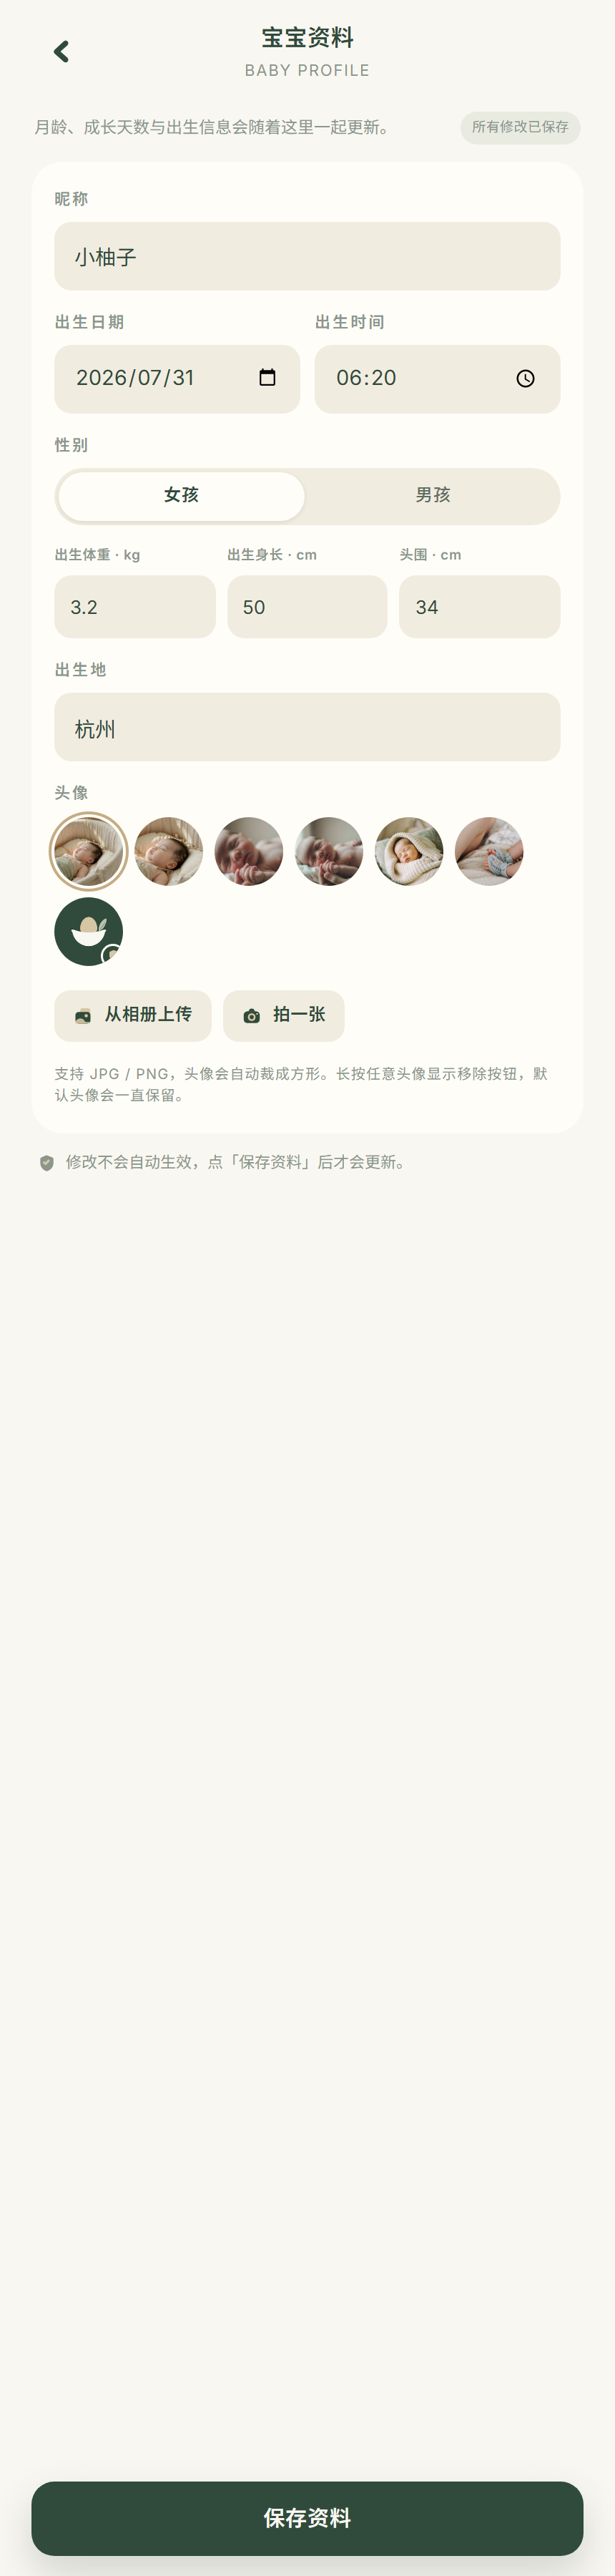 宝宝资料
BABY PROFILE
月龄、成长天数与出生信息会随着这里一起更新。
所有修改已保存
昵称
小柚子
出生日期
出生时间
2026/07/31
06:20
性别
女孩
男孩
出生体重 · kg
出生身长 · cm
头围 · cm
3.2
50
34
出生地
杭州
头像
从相册上传
拍一张
支持 JPG / PNG，头像会自动裁成方形。长按任意头像显示移除按钮，默
认头像会一直保留。
修改不会自动生效，点「保存资料」后才会更新。
保存资料